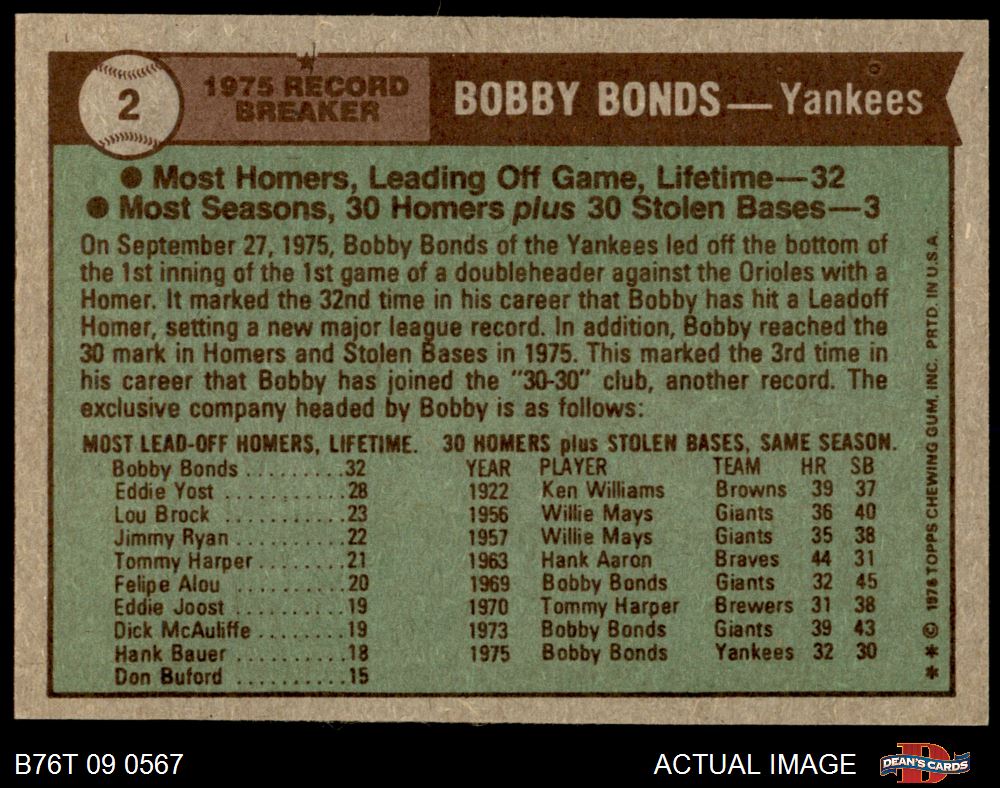 2
1975 RECORD
BREAKER
BOBBY BONDS — Yankees
● Most Homers, Leading Off Game, Lifetime—32
● Most Seasons, 30 Homers plus 30 Stolen Bases—3
On September 27, 1975, Bobby Bonds of the Yankees led off the bottom of
the 1st inning of the 1st game of a doubleheader against the Orioles with a
Homer. It marked the 32nd time in his career that Bobby has hit a Leadoff
Homer, setting a new major league record. In addition, Bobby reached the
30 mark in Homers and Stolen Bases in 1975. This marked the 3rd time in
his career that Bobby has joined the "30-30" club, another record. The
exclusive company headed by Bobby is as follows:
MOST LEAD-OFF HOMERS, LIFETIME.
Bobby Bonds .........32
Eddie Yost ...........28
Lou Brock ...........23
Jimmy Ryan ..........22
Tommy Harper ........21
Felipe Alou ..........20
Eddie Joost ..........19
Dick McAuliffe ........19
Hank Bauer ..........18
Don Buford ..........15
30 HOMERS plus STOLEN BASES, SAME SEASON.
YEAR PLAYER TEAM HR SB
1922 Ken Williams Browns 39 37
1956 Willie Mays Giants 36 40
1957 Willie Mays Giants 35 38
1963 Hank Aaron Braves 44 31
1969 Bobby Bonds Giants 32 45
1970 Tommy Harper Brewers 31 38
1973 Bobby Bonds Giants 39 43
1975 Bobby Bonds Yankees 32 30
* * © 1976 TOPPS CHEWING GUM, INC. PRTD. IN U.S.A.
B76T 09 0567
ACTUAL IMAGE
D
DEAN'S CARDS